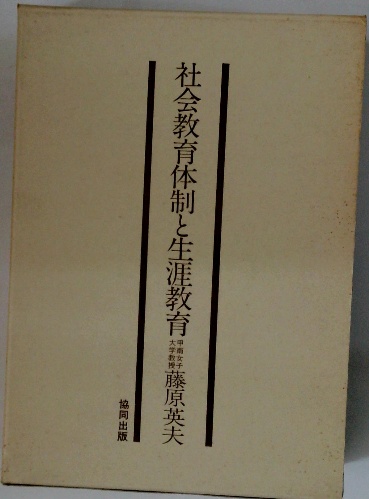 社会教育体制と生涯教育
甲南女子
大学教授
藤原英夫
協同出版